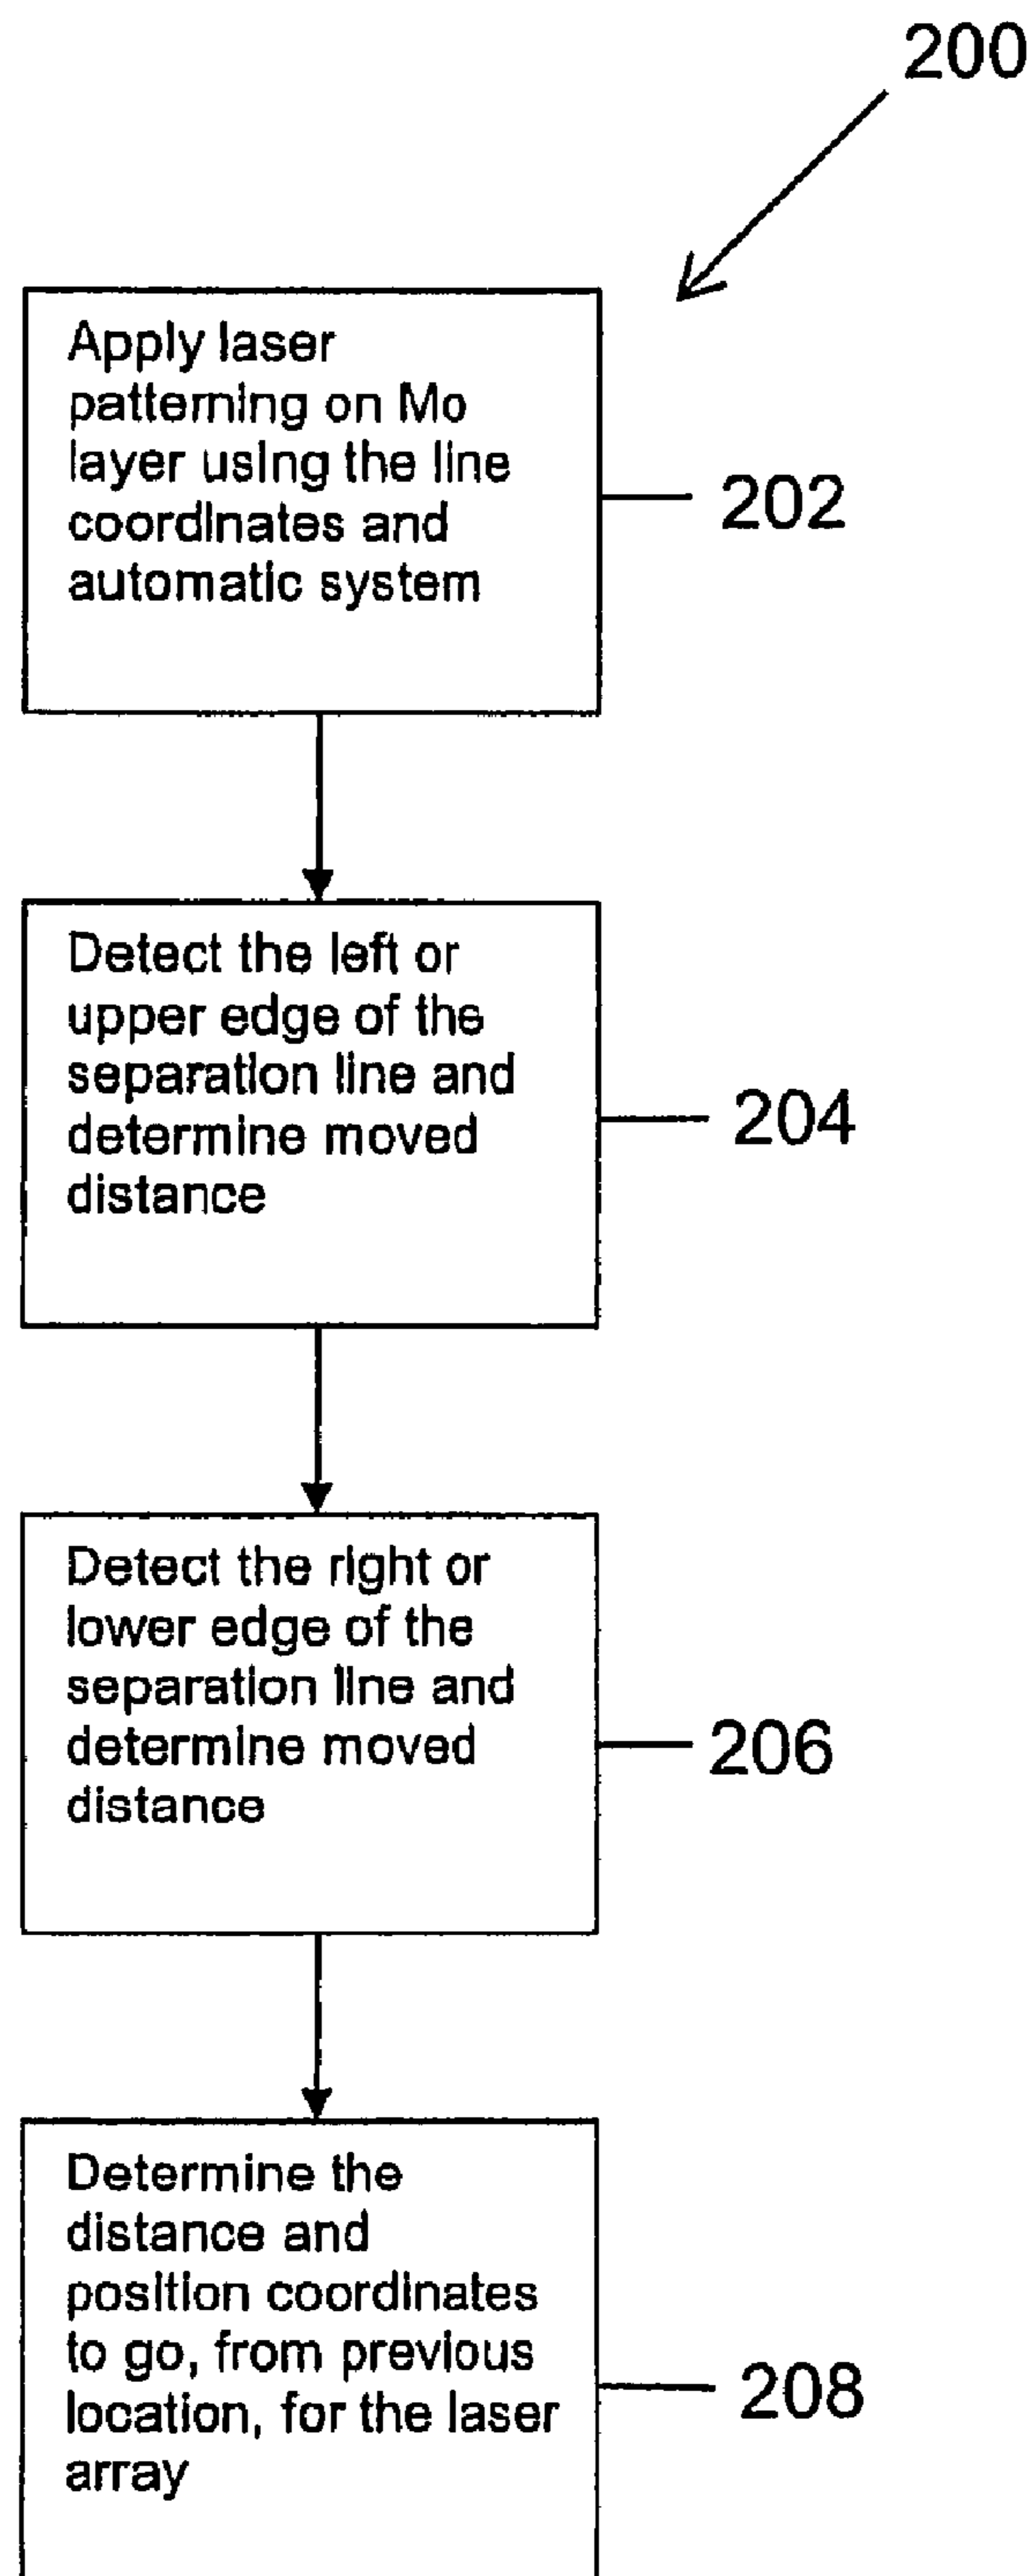 200
Apply laser
patterning on Mo
layer using the line
coordinates and
automatic system
202
Detect the left or
upper edge of the
separation line and
determine moved
distance
204
Detect the right or
lower edge of the
separation line and
determine moved
distance
206
Determine the
distance and
position coordinates
to go, from previous
location, for the laser
array
208